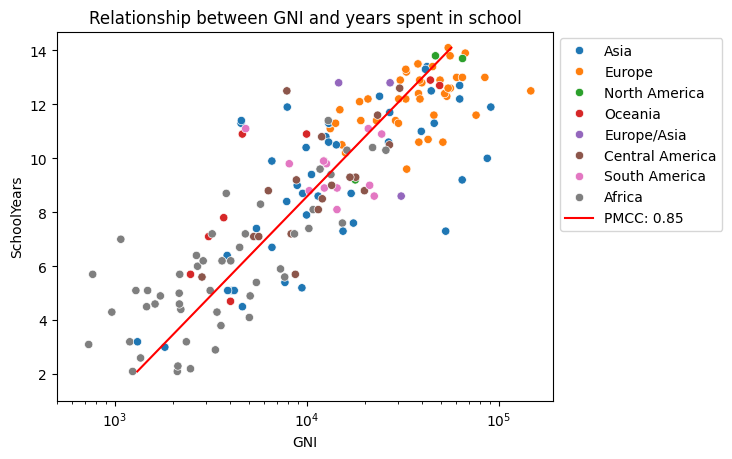 Relationship between GNI and years spent in school
SchoolYears
14
12
10
8
6
4
2
10³
10⁴
10⁵
GNI
Asia
Europe
North America
Oceania
Europe/Asia
Central America
South America
Africa
PMCC: 0.85